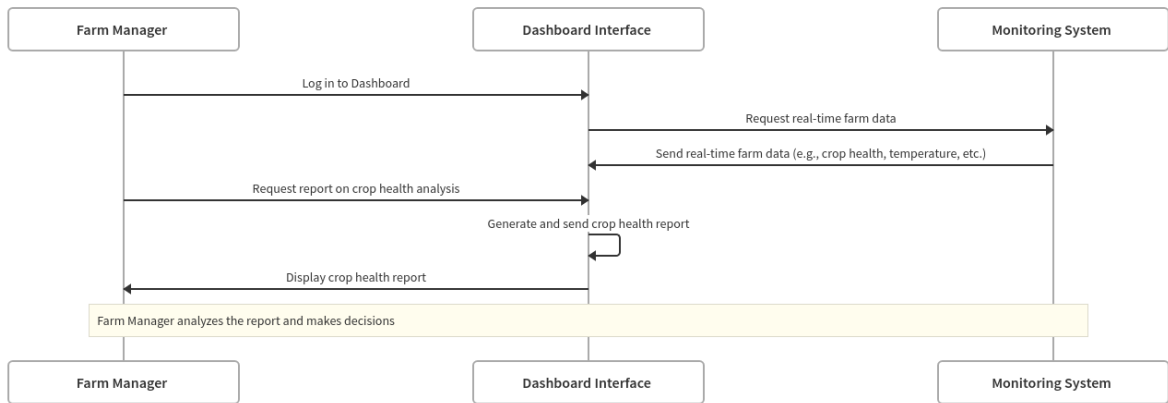 Farm Manager
Dashboard Interface
Monitoring System
Log in to Dashboard
Request real-time farm data
Send real-time farm data (e.g., crop health, temperature, etc.)
Request report on crop health analysis
Generate and send crop health report
Display crop health report
Farm Manager analyzes the report and makes decisions
Farm Manager
Dashboard Interface
Monitoring System